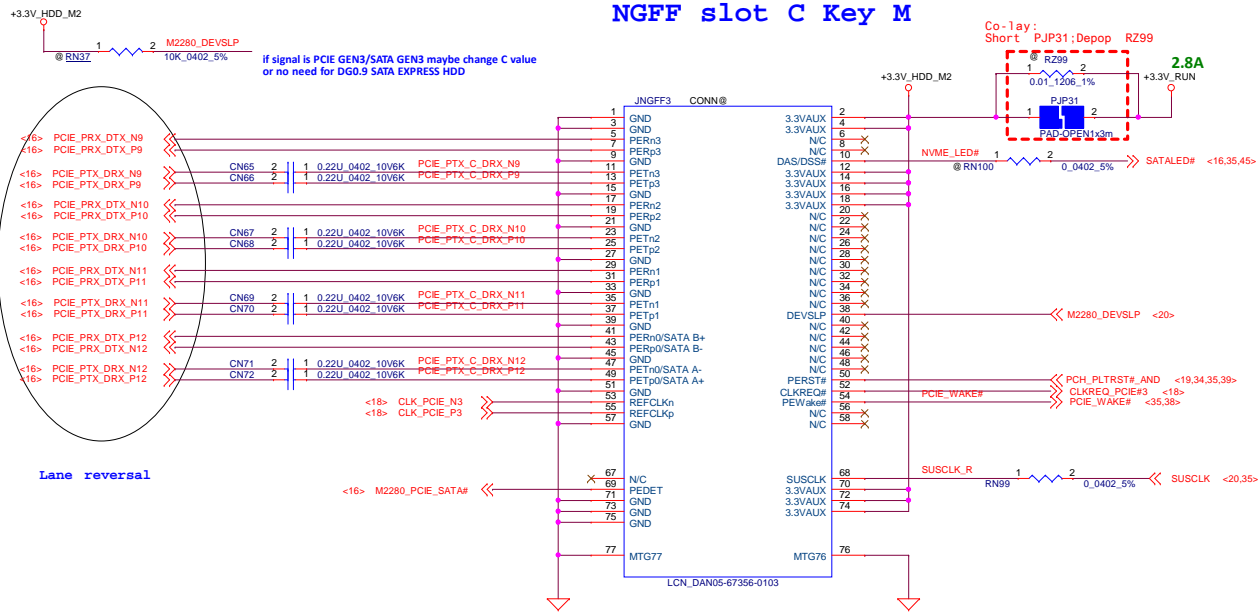 NGFF slot C Key M
+3.3V_HDD_M2
1 2 M2280_DEVSLP
@ RN37 10K_0402_5%
if signal is PCIE GEN3/SATA GEN3 maybe change C value
or no need for DG0.9 SATA EXPRESS HDD
Co-lay:
Short PJP31;Depop RZ99
@ RZ99
1 2
0.01_1206_1%
2.8A
+3.3V_HDD_M2
+3.3V_RUN
PJP31
1 2
PAD-OPEN1x3m
JNGFF3 CONN@
1 GND
3 GND
<16> PCIE_PRX_DTX_N9 5 PERn3
<16> PCIE_PRX_DTX_P9 7 PERp3
9 GND
<16> PCIE_PTX_DRX_N9 CN65 2 1 0.22U_0402_10V6K PCIE_PTX_C_DRX_N9 11 PETn3
<16> PCIE_PTX_DRX_P9 CN66 2 1 0.22U_0402_10V6K PCIE_PTX_C_DRX_P9 13 PETp3
15 GND
<16> PCIE_PRX_DTX_N10 17 PERn2
<16> PCIE_PRX_DTX_P10 19 PERp2
21 GND
<16> PCIE_PTX_DRX_N10 CN67 2 1 0.22U_0402_10V6K PCIE_PTX_C_DRX_N10 23 PETn2
<16> PCIE_PTX_DRX_P10 CN68 2 1 0.22U_0402_10V6K PCIE_PTX_C_DRX_P10 25 PETp2
27 GND
<16> PCIE_PRX_DTX_N11 29 PERn1
<16> PCIE_PRX_DTX_P11 31 PERp1
33 GND
<16> PCIE_PTX_DRX_N11 CN69 2 1 0.22U_0402_10V6K PCIE_PTX_C_DRX_N11 35 PETn1
<16> PCIE_PTX_DRX_P11 CN70 2 1 0.22U_0402_10V6K PCIE_PTX_C_DRX_P11 37 PETp1
39 GND
<16> PCIE_PRX_DTX_P12 41 PERn0/SATA B+
<16> PCIE_PRX_DTX_N12 43 PERp0/SATA B-
45 GND
<16> PCIE_PTX_DRX_N12 CN71 2 1 0.22U_0402_10V6K PCIE_PTX_C_DRX_N12 47 PETn0/SATA A-
<16> PCIE_PTX_DRX_P12 CN72 2 1 0.22U_0402_10V6K PCIE_PTX_C_DRX_P12 49 PETp0/SATA A+
51 GND
<18> CLK_PCIE_N3 53 REFCLKn
<18> CLK_PCIE_P3 55 REFCLKp
57 GND
Lane reversal
67 N/C
<16> M2280_PCIE_SATA# 69 PEDET
71 GND
73 GND
75 GND
77 MTG77
3.3VAUX 2
3.3VAUX 4
N/C 6
N/C 8
DAS/DSS# 10 NVME_LED# @RN100 1 2 0_0402_5% SATALED# <16,35,45>
3.3VAUX 12
3.3VAUX 14
3.3VAUX 16
3.3VAUX 18
N/C 20
N/C 22
N/C 24
N/C 26
N/C 28
N/C 30
N/C 32
N/C 34
N/C 36
DEVSLP 38 M2280_DEVSLP <20>
N/C 40
N/C 42
N/C 44
N/C 46
N/C 48
PERST# 50 PCH_PLTRST#_AND <19,34,35,39>
CLKREQ# 52 CLKREQ_PCIE#3 <18>
PEWake# 54 PCIE_WAKE# PCIE_WAKE# <35,38>
N/C 56
N/C 58
SUSCLK 68 SUSCLK_R RN99 1 2 0_0402_5% SUSCLK <20,35>
3.3VAUX 70
3.3VAUX 72
3.3VAUX 74
MTG76 76
LCN_DAN05-67356-0103